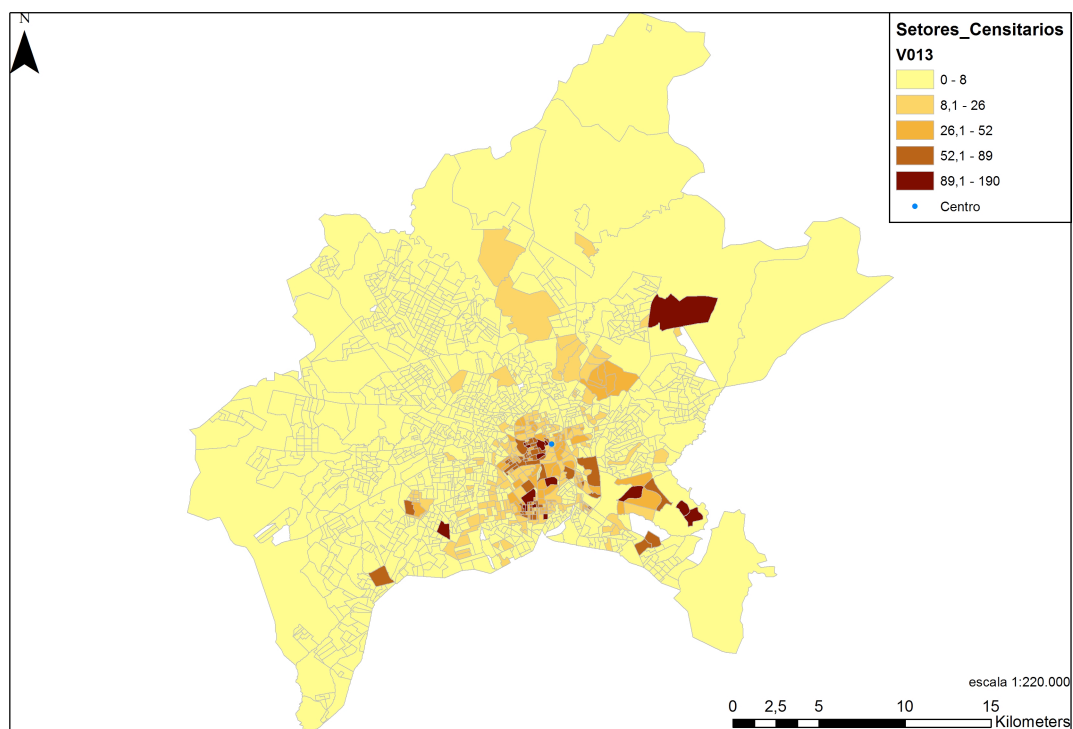 N
Setores_Censitarios
V013
0 - 8
8,1 - 26
26,1 - 52
52,1 - 89
89,1 - 190
Centro
escala 1:220.000
0 2,5 5 10 15
Kilometers